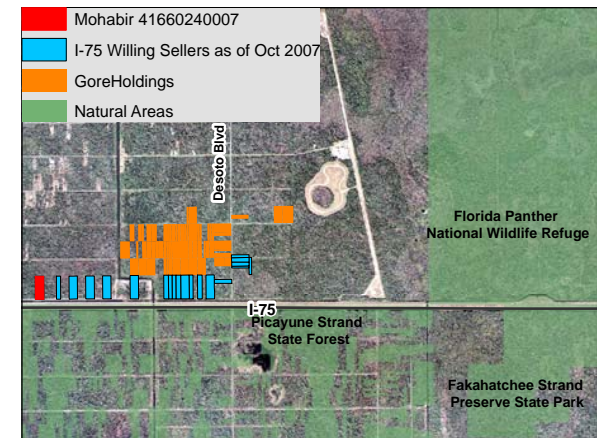 Mohabir 41660240007
I-75 Willing Sellers as of Oct 2007
GoreHoldings
Natural Areas
Desoto Blvd
Florida Panther
National Wildlife Refuge
I-75
Picayune Strand
State Forest
Fakahatchee Strand
Preserve State Park